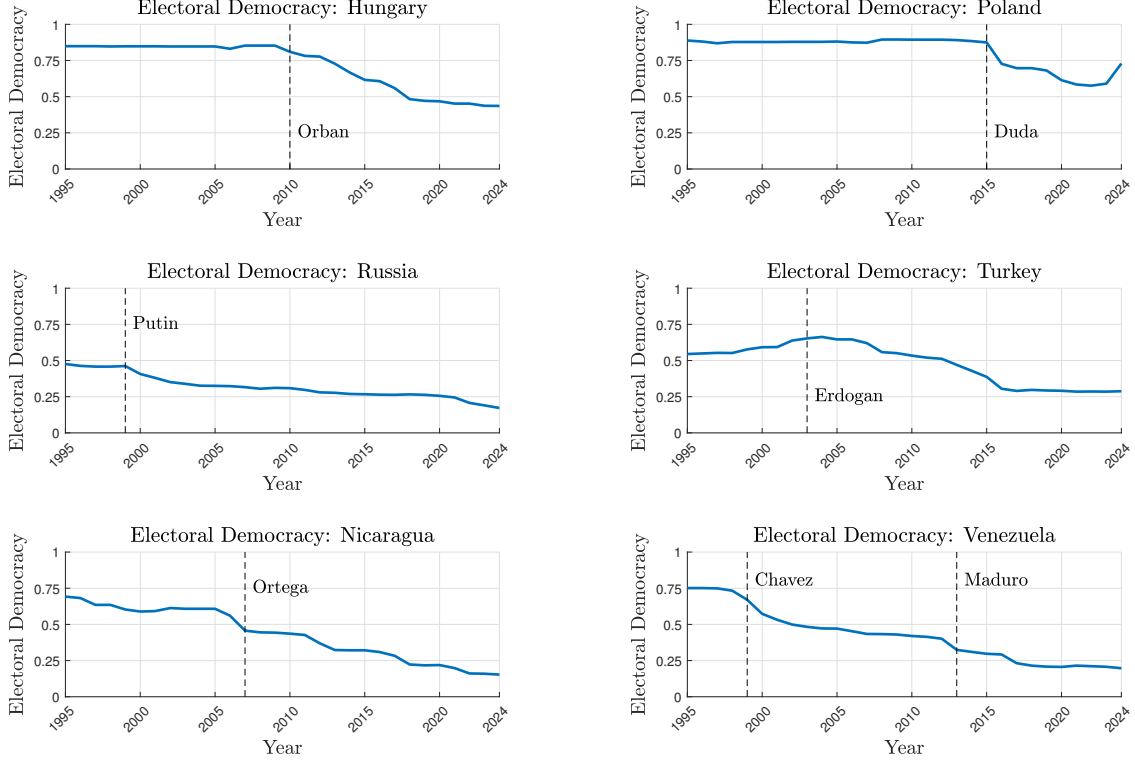 Electoral Democracy: Hungary
Electoral Democracy
1
0.75
0.5
0.25
0
Orban
1995
2000
2005
2010
2015
2020
2024
Year
Electoral Democracy: Poland
Electoral Democracy
1
0.75
0.5
0.25
0
Duda
1995
2000
2005
2010
2015
2020
2024
Year
Electoral Democracy: Russia
Electoral Democracy
1
0.75
0.5
0.25
0
Putin
1995
2000
2005
2010
2015
2020
2024
Year
Electoral Democracy: Turkey
Electoral Democracy
1
0.75
0.5
0.25
0
Erdogan
1995
2000
2005
2010
2015
2020
2024
Year
Electoral Democracy: Nicaragua
Electoral Democracy
1
0.75
0.5
0.25
0
Ortega
1995
2000
2005
2010
2015
2020
2024
Year
Electoral Democracy: Venezuela
Electoral Democracy
1
0.75
0.5
0.25
0
Chavez
Maduro
1995
2000
2005
2010
2015
2020
2024
Year